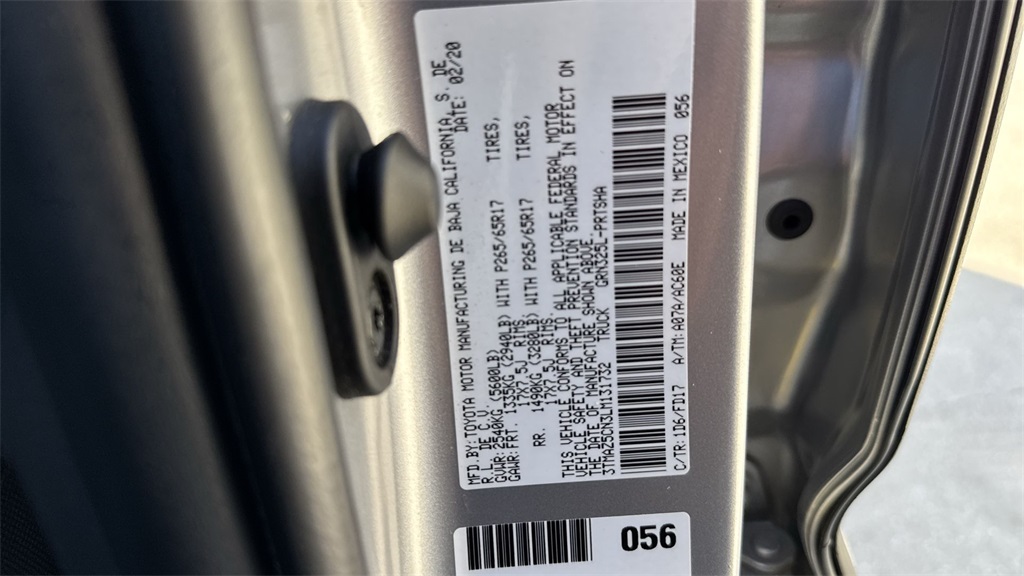 MFD.BY:TOYOTA MOTOR MANUFACTURING DE BAJA CALIFORNIA, S. DE
R.L. DE C.V. DATE: 02/20
GVWR: 2540KG (5600LB)
GAWR: FRT. 1335KG (2940LB) WITH P265/65R17 TIRES,
17X7.5J RIMS
RR. 1490KG (3280LB) WITH P265/65R17 TIRES,
17X7.5J RIMS.
THIS VEHICLE CONFORMS TO ALL APPLICABLE FEDERAL MOTOR
VEHICLE SAFETY AND THEFT PREVENTION STANDARDS IN EFFECT ON
THE DATE OF MANUFACTURE SHOWN ABOVE.
3TMAZ5CN3LM131732 TRUCK GRN325L-PRTSHA
C/TR: 1D6/FD17 A/TM: A07A/AC60E MADE IN MEXICO 056
056